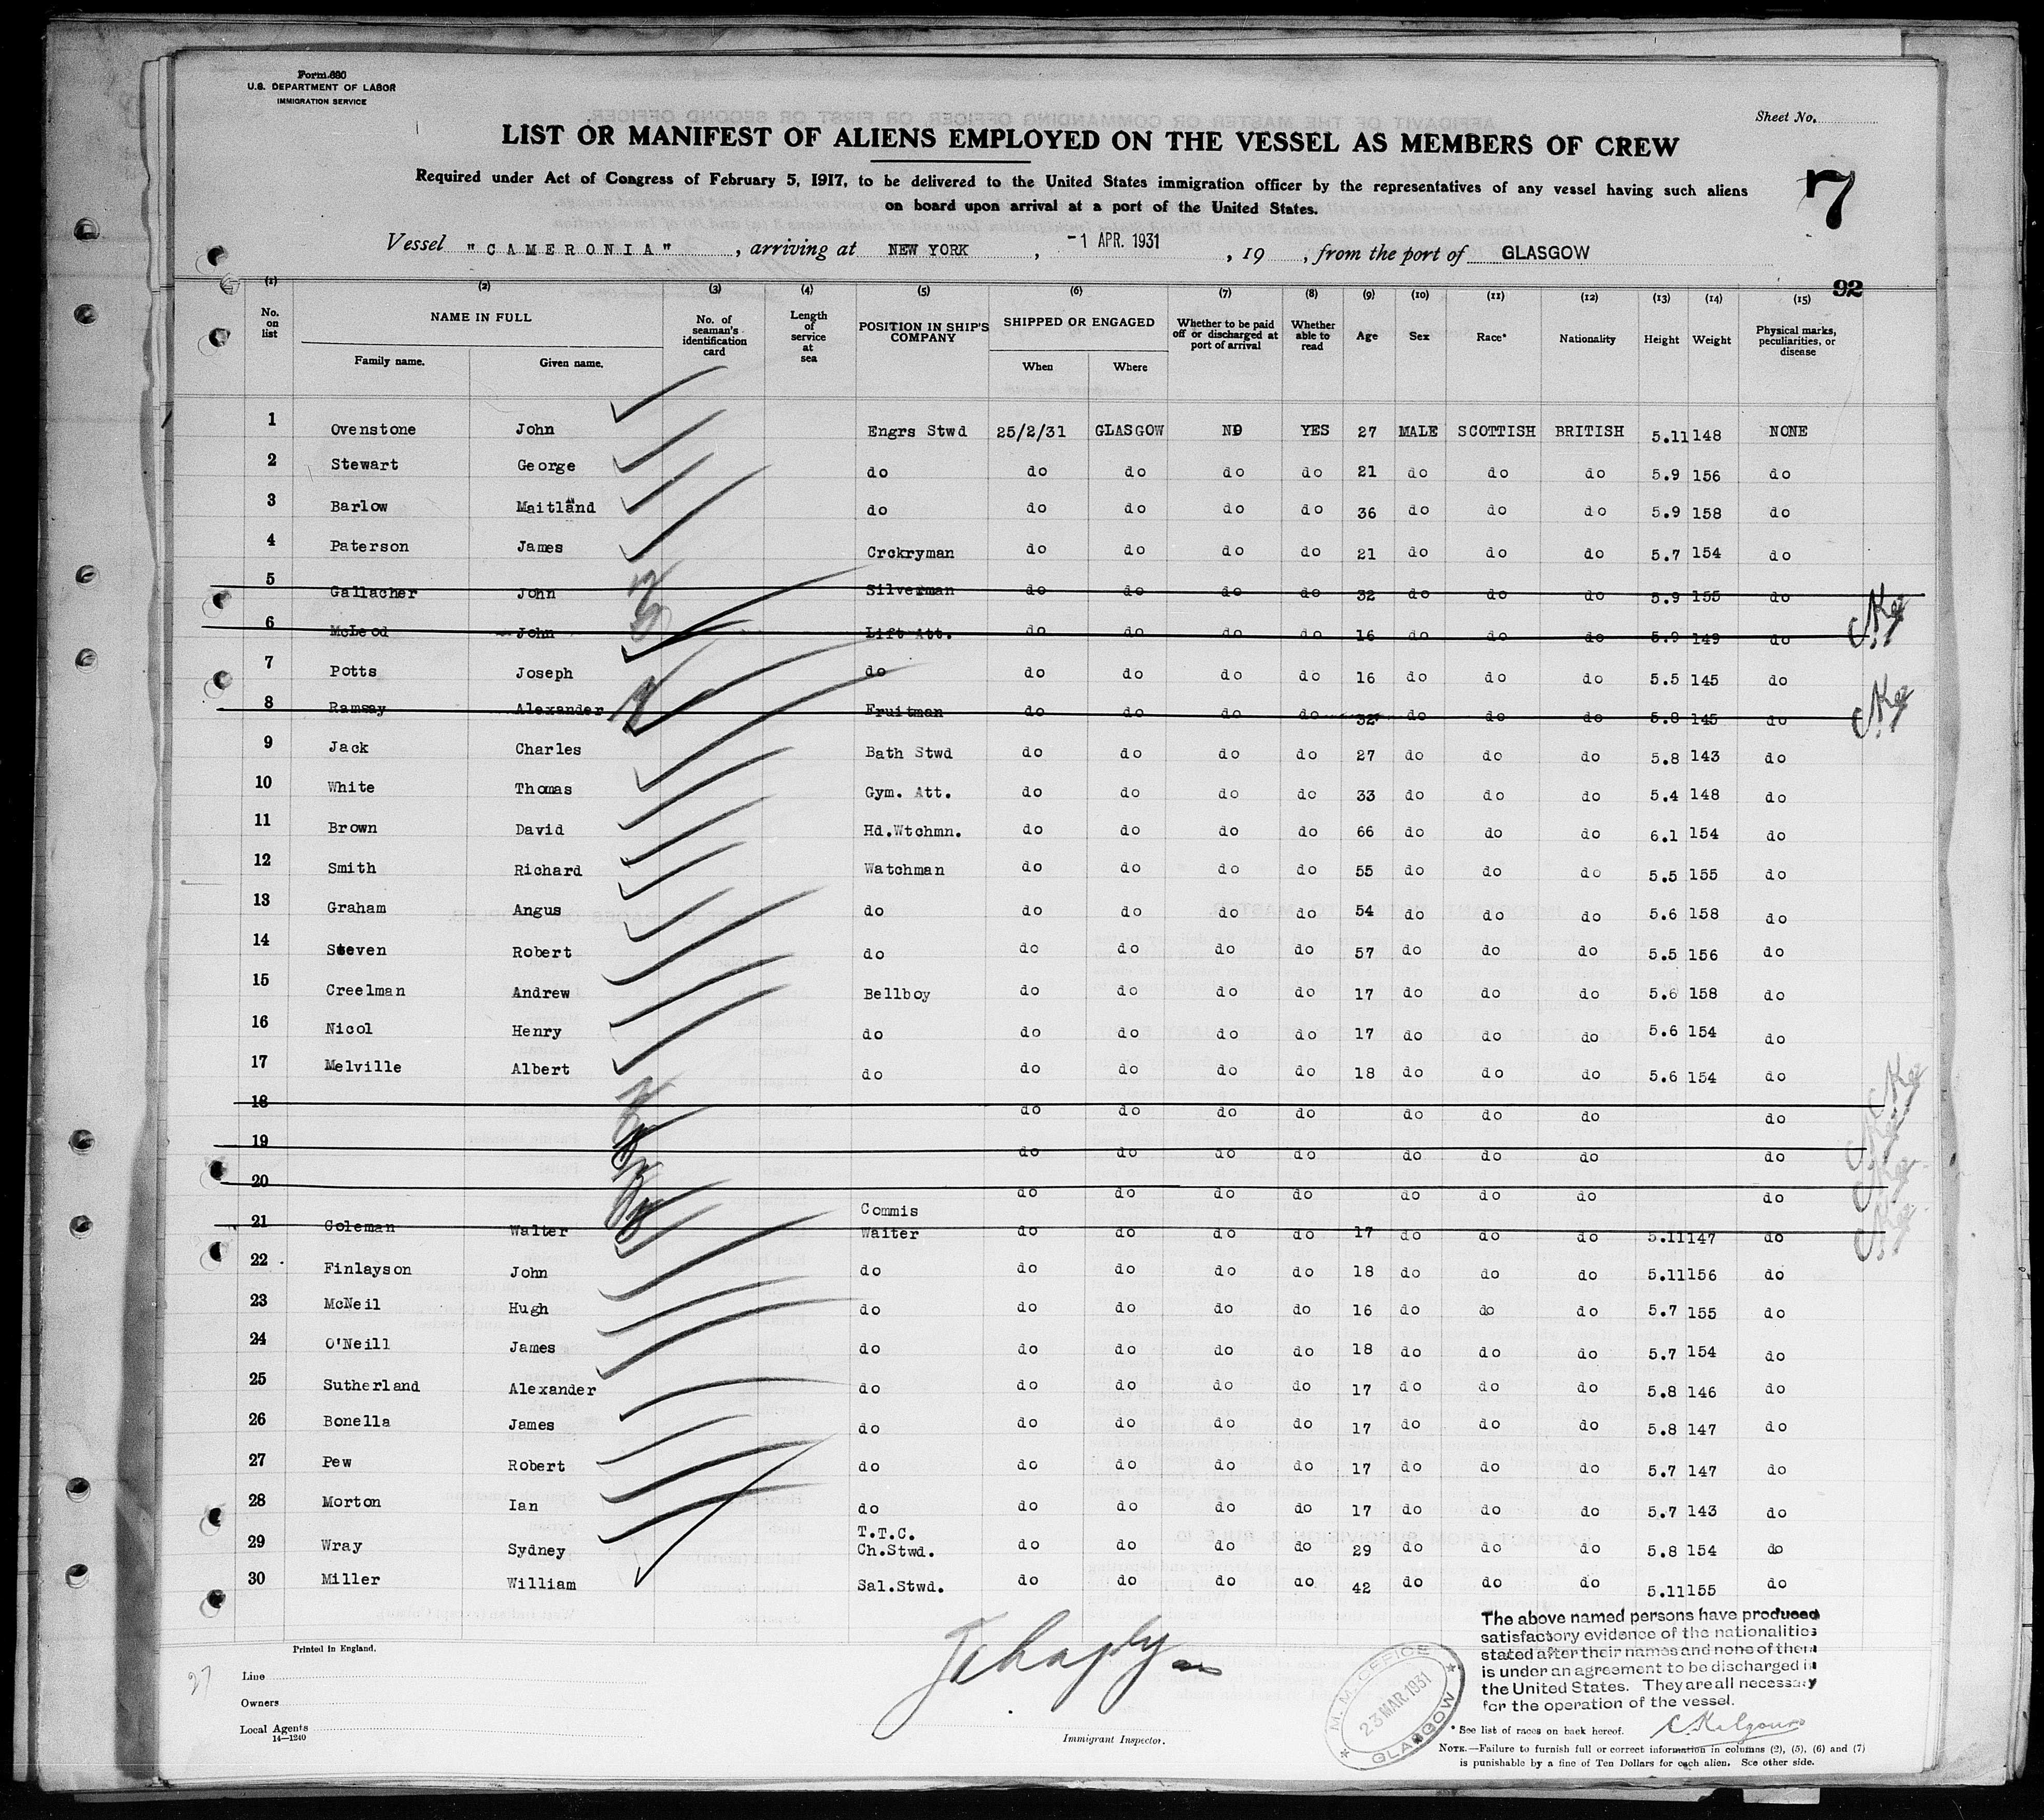 Form 680
U.S. DEPARTMENT OF LABOR
IMMIGRATION SERVICE
Sheet No.
LIST OR MANIFEST OF ALIENS EMPLOYED ON THE VESSEL AS MEMBERS OF CREW
7
Required under Act of Congress of February 5, 1917, to be delivered to the United States immigration officer by the representatives of any vessel having such aliens
on board upon arrival at a port of the United States.
Vessel "CAMERONIA", arriving at NEW YORK, -1 APR. 1931, 19 , from the port of GLASGOW
92
(1) (2) (3) (4) (5) (6) (7) (8) (9) (10) (11) (12) (13) (14) (15)
No. on list NAME IN FULL Family name. Given name. No. of seaman's identification card Length of service at sea POSITION IN SHIP'S COMPANY SHIPPED OR ENGAGED When Where Whether to be paid off or discharged at port of arrival Whether able to read Age Sex Race* Nationality Height Weight Physical marks, peculiarities, or disease
1 Ovenstone John Engrs Stwd 25/2/31 GLASGOW NO YES 27 MALE SCOTTISH BRITISH 5.11 148 NONE
2 Stewart George do do do do do 21 do do do 5.9 156 do
3 Barlow Maitland do do do do do 36 do do do 5.9 158 do
4 Paterson James Crckryman do do do do 21 do do do 5.7 154 do
5 Gallacher John Silverman do do do do 32 do do do 5.9 155 do
6 McLeod John Lift Att. do do do do 16 do do do 5.9 149 do
7 Potts Joseph do do do do do 16 do do do 5.5 145 do
8 Ramsay Alexander Fruitman do do do do 32 do do do 5.8 145 do
9 Jack Charles Bath Stwd do do do do 27 do do do 5.8 143 do
10 White Thomas Gym. Att. do do do do 33 do do do 5.4 148 do
11 Brown David Hd.Wtchmn. do do do do 66 do do do 6.1 154 do
12 Smith Richard Watchman do do do do 55 do do do 5.5 155 do
13 Graham Angus do do do do do 54 do do do 5.6 158 do
14 Steven Robert do do do do do 57 do do do 5.5 156 do
15 Creelman Andrew Bellboy do do do do 17 do do do 5.6 158 do
16 Nicol Henry do do do do do 17 do do do 5.6 154 do
17 Melville Albert do do do do do 18 do do do 5.6 154 do
18 do do do do do do do do
19 do do do do do do do do
20 do do do do do do do do
21 Coleman Walter Commis Waiter do do do do 17 do do do 5.11 147 do
22 Finlayson John do do do do do 18 do do do 5.11 156 do
23 McNeil Hugh do do do do do 16 do do do 5.7 155 do
24 O'Neill James do do do do do 18 do do do 5.7 154 do
25 Sutherland Alexander do do do do do 17 do do do 5.8 146 do
26 Bonella James do do do do do 17 do do do 5.8 147 do
27 Pew Robert do do do do do 17 do do do 5.7 147 do
28 Morton Ian do do do do do 17 do do do 5.7 143 do
29 Wray Sydney T.T.C. Ch.Stwd. do do do do 29 do do do 5.8 154 do
30 Miller William Sal.Stwd. do do do do 42 do do do 5.11 155 do
Printed in England.
27
Line
Owners
Local Agents
14—1240
Immigrant Inspector.
M. M. OFFICE
23 MAR. 1931
GLASGOW
The above named persons have produced
satisfactory evidence of the nationalities
stated after their names and none of them
is under an agreement to be discharged in
the United States. They are all necessary
for the operation of the vessel.
* See list of races on back hereof.
NOTE.—Failure to furnish full or correct information in columns (2), (5), (6) and (7)
is punishable by a fine of Ten Dollars for each alien. See other side.